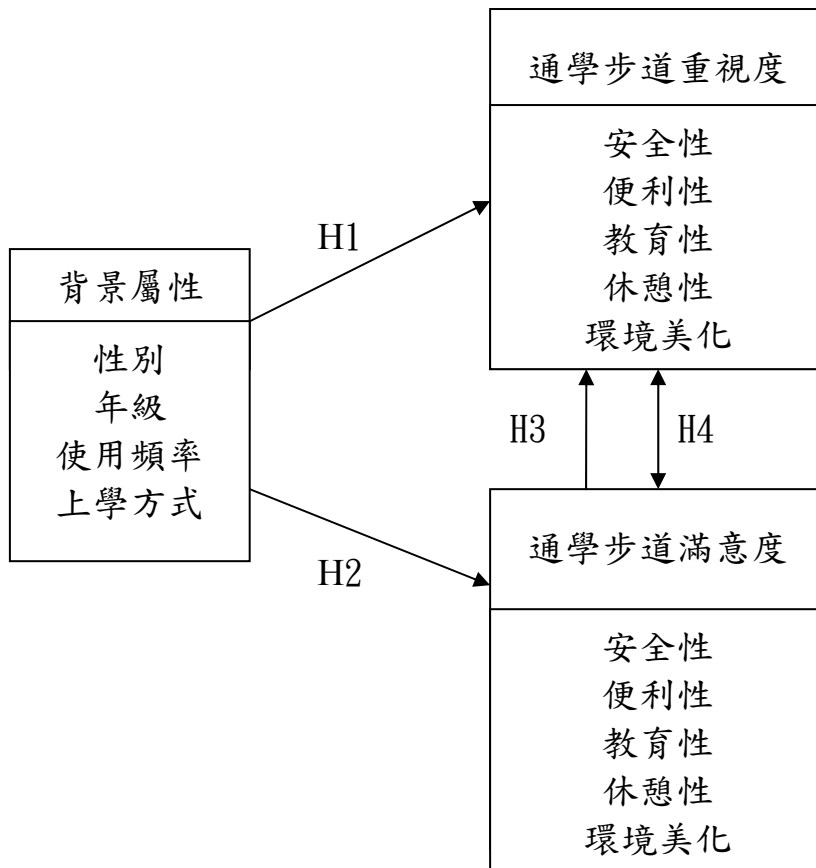 通學步道重視度
安全性
便利性
教育性
休憩性
環境美化
H1
背景屬性
性別
年級
使用頻率
上學方式
H3
H4
H2
通學步道滿意度
安全性
便利性
教育性
休憩性
環境美化